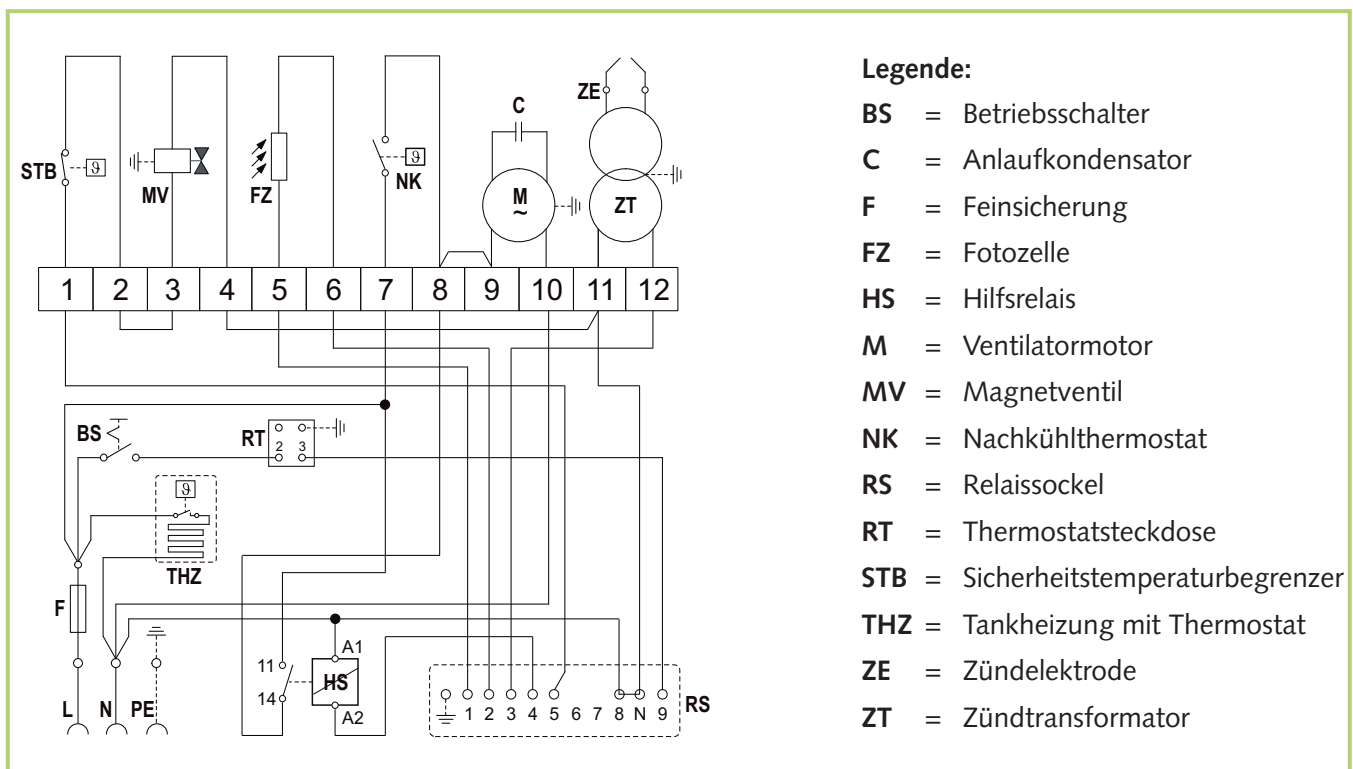 C
ZE
STB
ϑ
MV
FZ
ϑ
NK
M
~
ZT
1 2 3 4 5 6 7 8 9 10 11 12
BS
RT
2 3
ϑ
THZ
F
A1
11
HS
14
A2
L N PE
1 2 3 4 5 6 7 8 N 9
RS
Legende:
BS = Betriebsschalter
C = Anlaufkondensator
F = Feinsicherung
FZ = Fotozelle
HS = Hilfsrelais
M = Ventilatormotor
MV = Magnetventil
NK = Nachkühlthermostat
RS = Relaissockel
RT = Thermostatsteckdose
STB = Sicherheitstemperaturbegrenzer
THZ = Tankheizung mit Thermostat
ZE = Zündelektrode
ZT = Zündtransformator